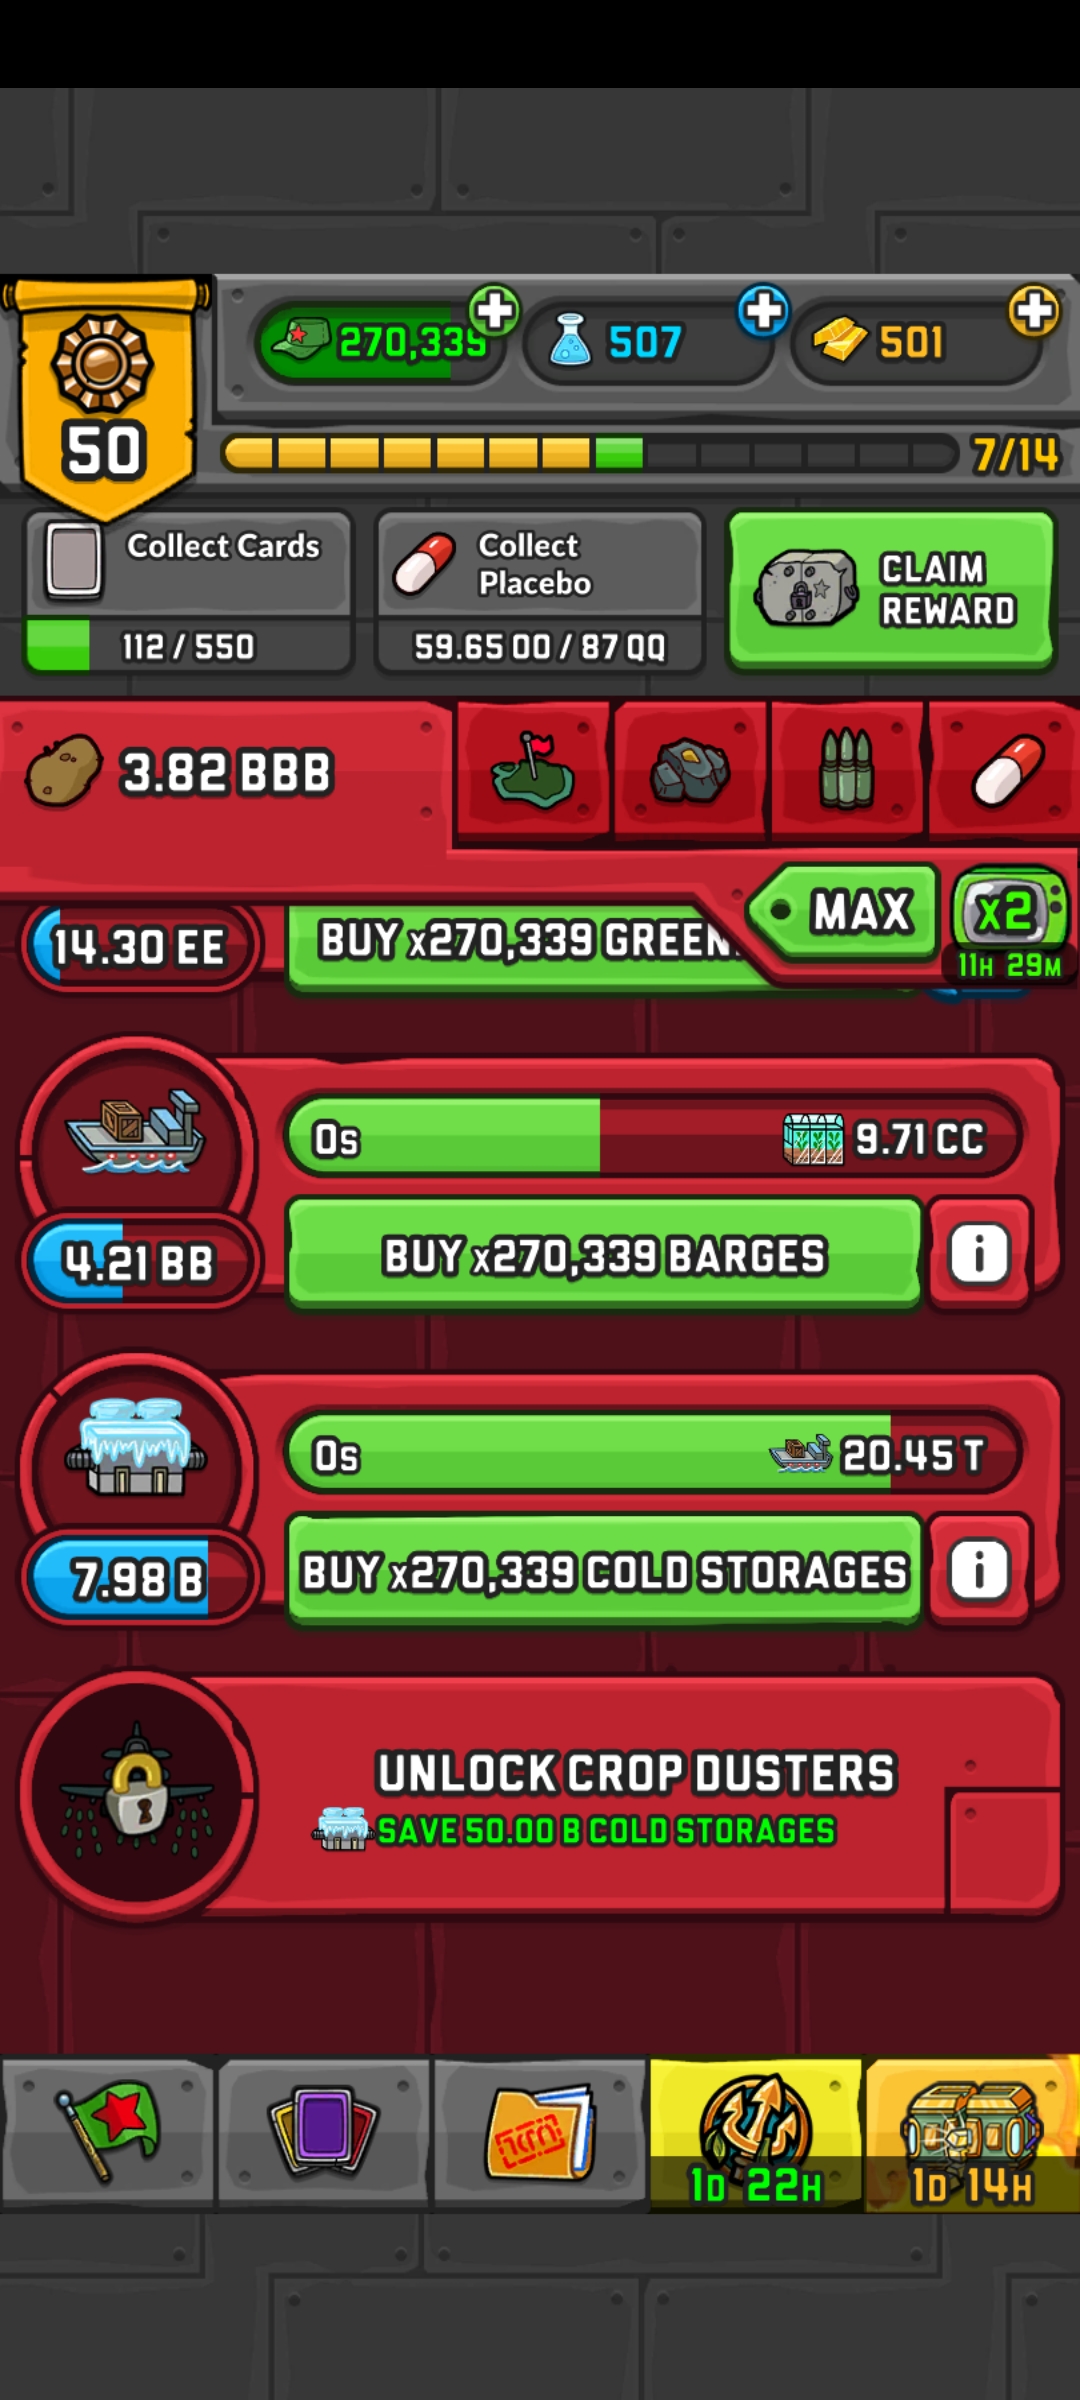 270,339
507
501
50
7/14
Collect Cards
112 / 550
Collect
Placebo
59.65 OO / 87 QQ
CLAIM
REWARD
3.82 BBB
MAX
x2
11H 29M
14.30 EE
BUY x270,339 GREEN
0s
9.71 CC
4.21 BB
BUY x270,339 BARGES
i
0s
20.45 T
7.98 B
BUY x270,339 COLD STORAGES
i
UNLOCK CROP DUSTERS
SAVE 50.00 B COLD STORAGES
1D 22H
1D 14H